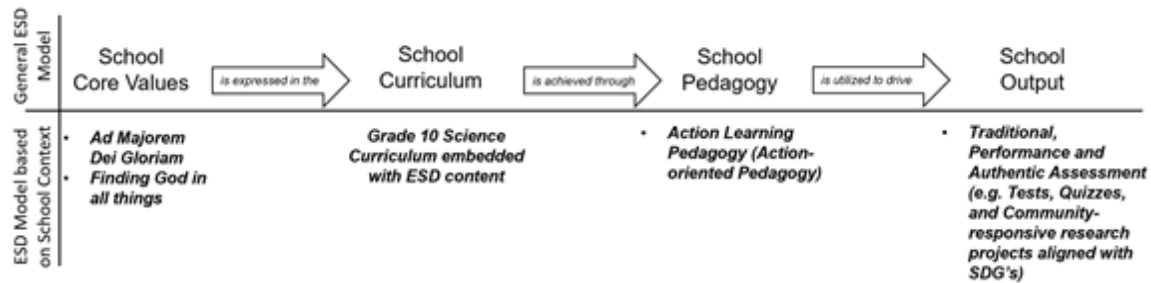 General ESD
Model
School
Core Values
is expressed in the
School
Curriculum
is achieved through
School
Pedagogy
is utilized to drive
School
Output
ESD Model based
on School Context
• Ad Majorem
Dei Gloriam
• Finding God in
all things
Grade 10 Science
Curriculum embedded
with ESD content
• Action Learning
Pedagogy (Action-
oriented Pedagogy)
• Traditional,
Performance and
Authentic Assessment
(e.g. Tests, Quizzes,
and Community-
responsive research
projects aligned with
SDG's)